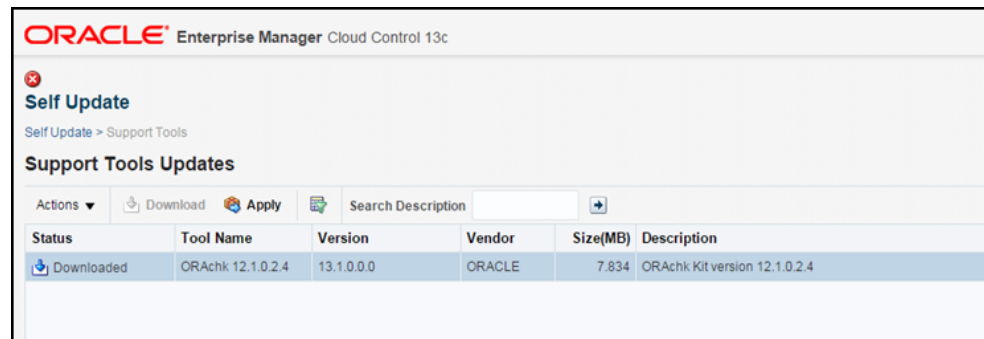 ORACLE Enterprise Manager Cloud Control 13c
Self Update
Self Update > Support Tools
Support Tools Updates
Actions Download Apply Search Description
Status Tool Name Version Vendor Size(MB) Description
Downloaded ORAchk 12.1.0.2.4 13.1.0.0.0 ORACLE 7.834 ORAchk Kit version 12.1.0.2.4